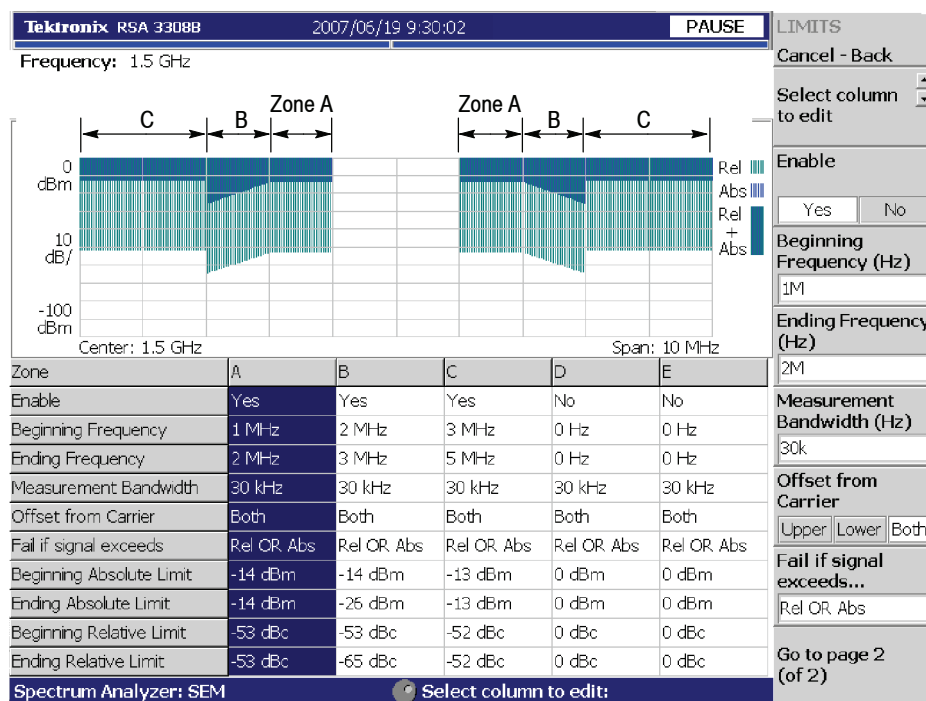 Tektronix RSA 3308B 2007/06/19 9:30:02 PAUSE
Frequency: 1.5 GHz
C B Zone A Zone A B C
0
dBm
10
dB/
-100
dBm
Rel
Abs
Rel
+
Abs
Center: 1.5 GHz Span: 10 MHz
Zone A B C D E
Enable Yes Yes Yes No No
Beginning Frequency 1 MHz 2 MHz 3 MHz 0 Hz 0 Hz
Ending Frequency 2 MHz 3 MHz 5 MHz 0 Hz 0 Hz
Measurement Bandwidth 30 kHz 30 kHz 30 kHz 30 kHz 30 kHz
Offset from Carrier Both Both Both Both Both
Fail if signal exceeds Rel OR Abs Rel OR Abs Rel OR Abs Rel OR Abs Rel OR Abs
Beginning Absolute Limit -14 dBm -14 dBm -13 dBm 0 dBm 0 dBm
Ending Absolute Limit -14 dBm -26 dBm -13 dBm 0 dBm 0 dBm
Beginning Relative Limit -53 dBc -53 dBc -52 dBc 0 dBc 0 dBc
Ending Relative Limit -53 dBc -65 dBc -52 dBc 0 dBc 0 dBc
Spectrum Analyzer: SEM Select column to edit:
LIMITS
Cancel - Back
Select column
to edit
Enable
Yes No
Beginning
Frequency (Hz)
1M
Ending Frequency
(Hz)
2M
Measurement
Bandwidth (Hz)
30k
Offset from
Carrier
Upper Lower Both
Fail if signal
exceeds...
Rel OR Abs
Go to page 2
(of 2)